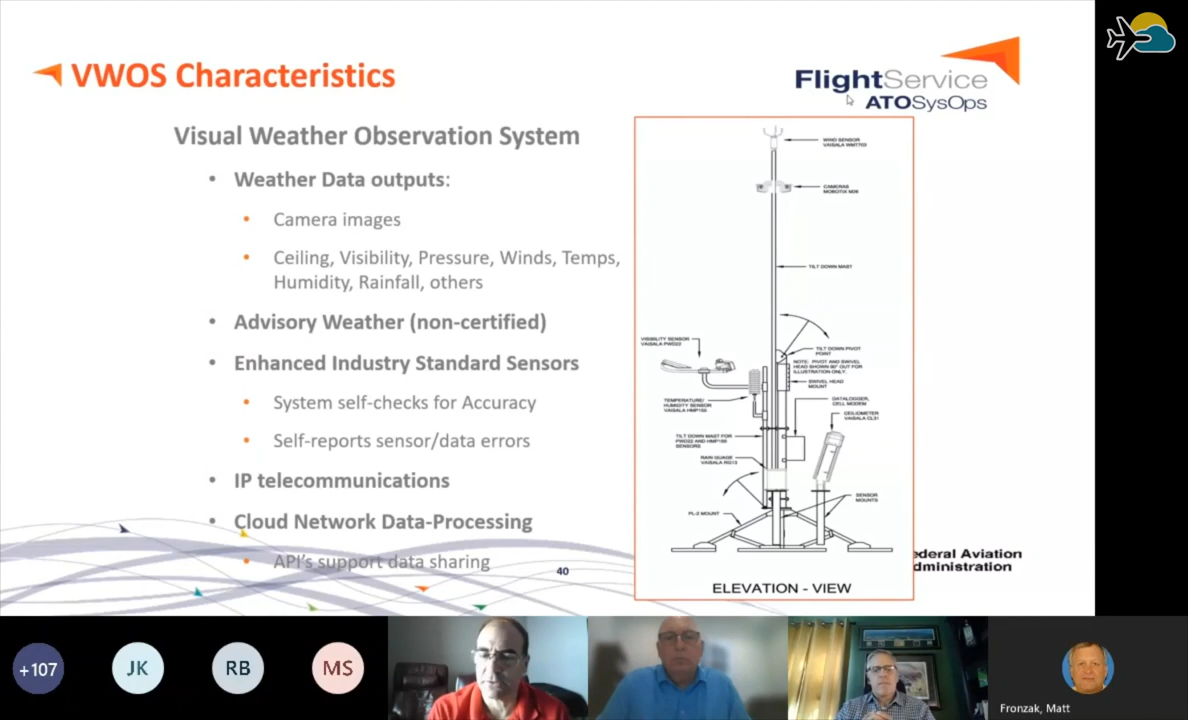 VWOS Characteristics
FlightService
ATOSysOps
Visual Weather Observation System
• Weather Data outputs:
• Camera images
• Ceiling, Visibility, Pressure, Winds, Temps,
Humidity, Rainfall, others
• Advisory Weather (non-certified)
• Enhanced Industry Standard Sensors
• System self-checks for Accuracy
• Self-reports sensor/data errors
• IP telecommunications
• Cloud Network Data-Processing
• API's support data sharing
40
WIND SENSOR
VAISALA WMT703
CAMERAS
MOBOTIX M26
TILT DOWN MAST
VISIBILITY SENSOR
VAISALA PWD22
TILT DOWN PIVOT
POINT
NOTE: PIVOT AND SWIVEL
HEAD SHOWN 90° OUT FOR
ILLUSTRATION ONLY.
SWIVEL HEAD
MOUNT
TEMPERATURE/
HUMIDITY SENSOR
VAISALA HMP155
DATALOGGER,
CELL MODEM
CEILIOMETER
VAISALA CL31
TILT DOWN MAST FOR
PWD22 AND HMP155
SENSORS
RAIN GUAGE
VAISALA RG13
SENSOR
MOUNTS
PL-2 MOUNT
ELEVATION - VIEW
ederal Aviation
dministration
+107
JK
RB
MS
Fronzak, Matt